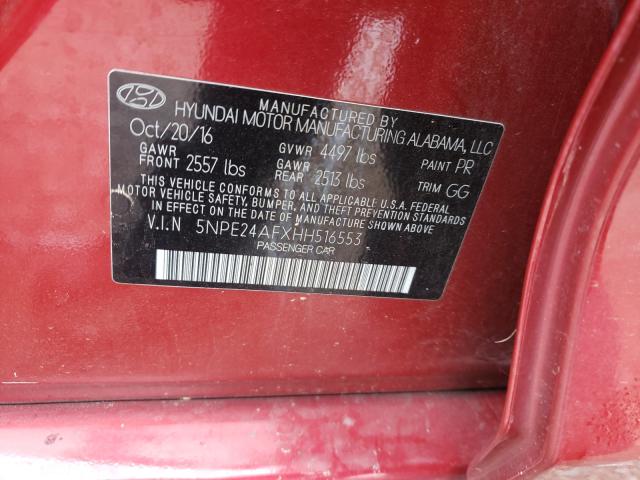 MANUFACTURED BY
HYUNDAI MOTOR MANUFACTURING ALABAMA, LLC
Oct/20/16 GVWR 4497 lbs PAINT PR
GAWR FRONT 2557 lbs GAWR REAR 2513 lbs TRIM GG
THIS VEHICLE CONFORMS TO ALL APPLICABLE U.S.A. FEDERAL
MOTOR VEHICLE SAFETY, BUMPER, AND THEFT PREVENTION STANDARDS
IN EFFECT ON THE DATE OF MANUFACTURE SHOWN ABOVE.
V.I.N 5NPE24AFXHH516553
PASSENGER CAR